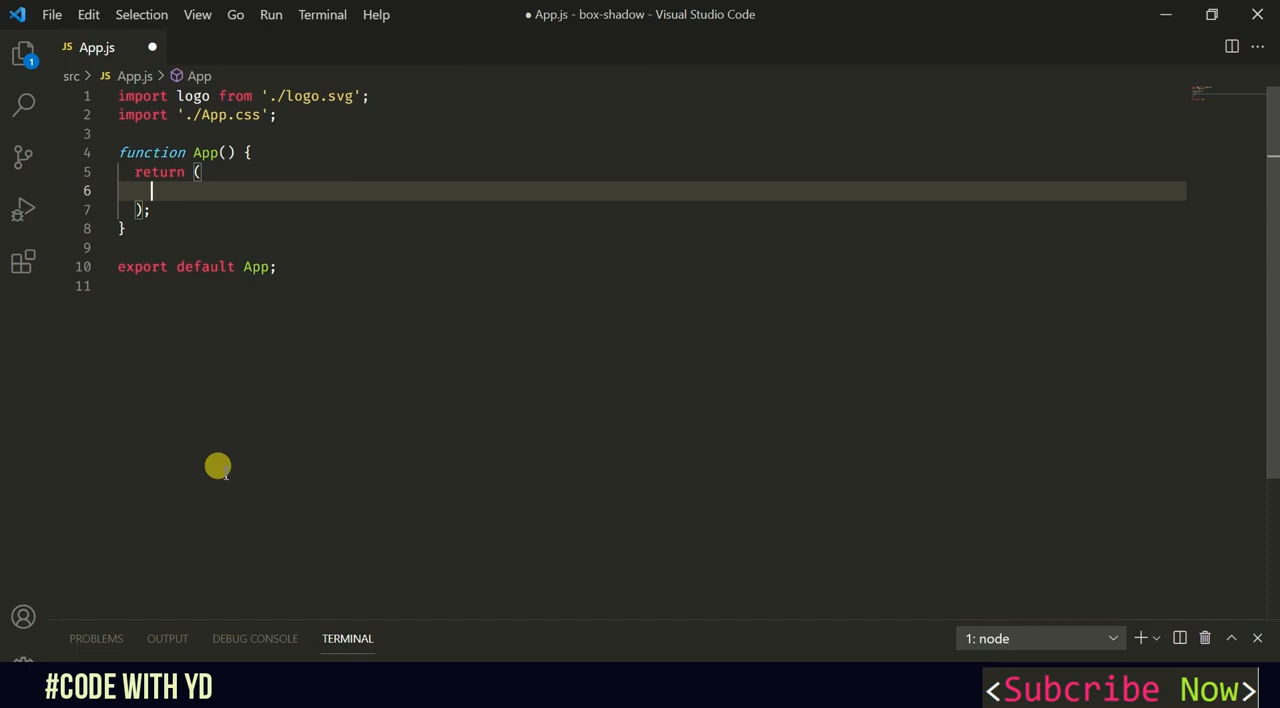 File Edit Selection View Go Run Terminal Help ● App.js - box-shadow - Visual Studio Code
JS App.js
1
src > JS App.js > App
1 import logo from './logo.svg';
2 import './App.css';
3
4 function App() {
5 return (
6
7 );
8 }
9
10 export default App;
11
PROBLEMS OUTPUT DEBUG CONSOLE TERMINAL 1: node
#CODE WITH YD <Subcribe Now>